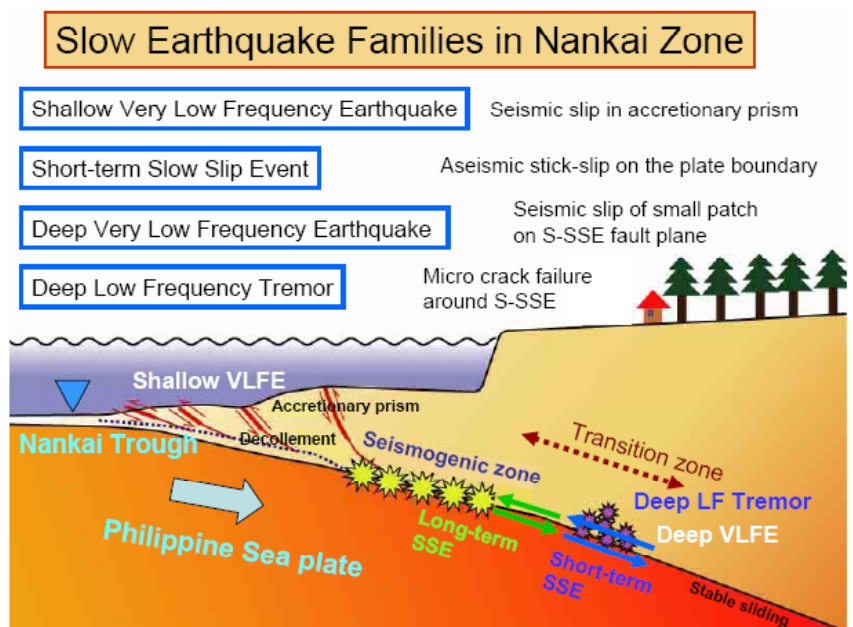 Slow Earthquake Families in Nankai Zone
Shallow Very Low Frequency Earthquake
Seismic slip in accretionary prism
Short-term Slow Slip Event
Aseismic stick-slip on the plate boundary
Deep Very Low Frequency Earthquake
Seismic slip of small patch
on S-SSE fault plane
Deep Low Frequency Tremor
Micro crack failure
around S-SSE
Shallow VLFE
Accretionary prism
Nankai Trough
Decollement
Seismogenic zone
Transition zone
Deep LF Tremor
Deep VLFE
Long-term
SSE
Philippine Sea plate
Short-term
SSE
Stable sliding